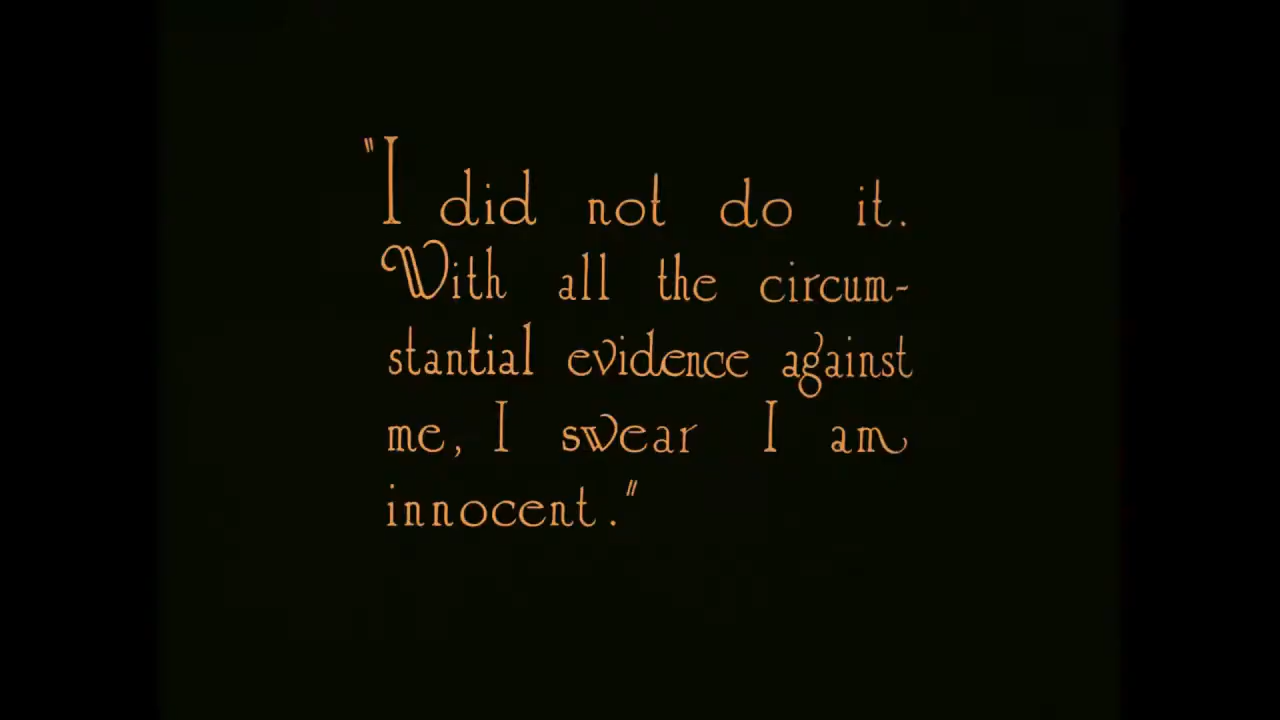 "I did not do it.
With all the circum-
stantial evidence against
me, I swear I am
innocent."